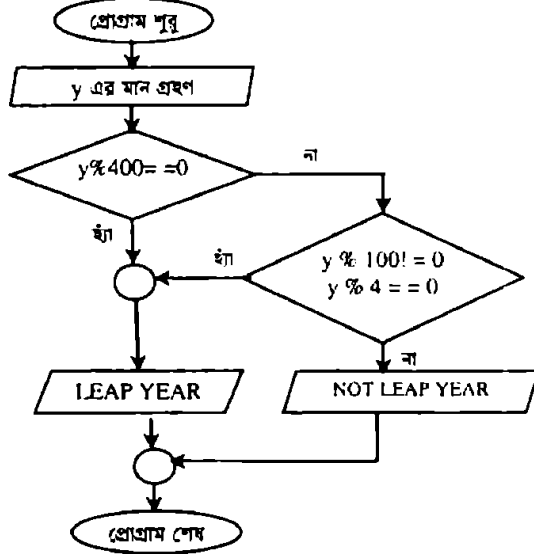 প্রোগ্রাম শুরু
y এর মান গ্রহণ
y%400= =0
না
হ্যাঁ
হ্যাঁ
y % 100! = 0
y % 4 = = 0
না
LEAP YEAR
NOT LEAP YEAR
প্রোগ্রাম শেষ